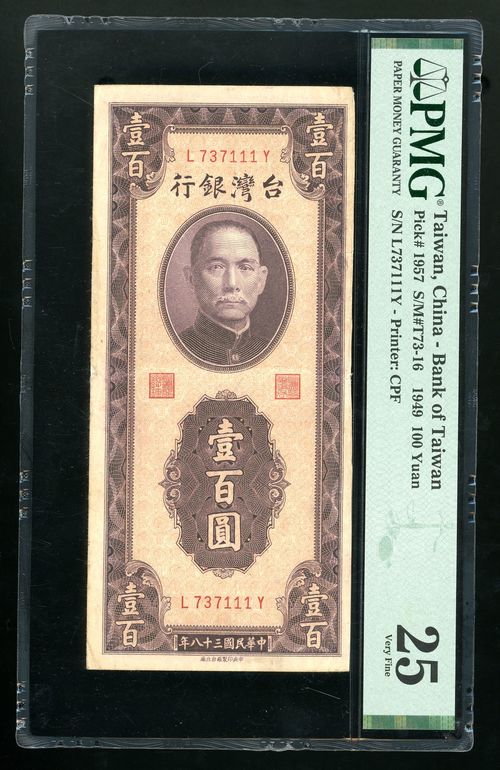 壹百
壹百
L 737111 Y
行銀灣台
壹百圓
L 737111 Y
壹百
壹百
年八十三國民華中
PMG®
PAPER MONEY GUARANTY
Taiwan, China - Bank of Taiwan
Pick# 1957 S/M#T73-16 1949 100 Yuan
S/N L737111Y - Printer: CPF
25
Very Fine